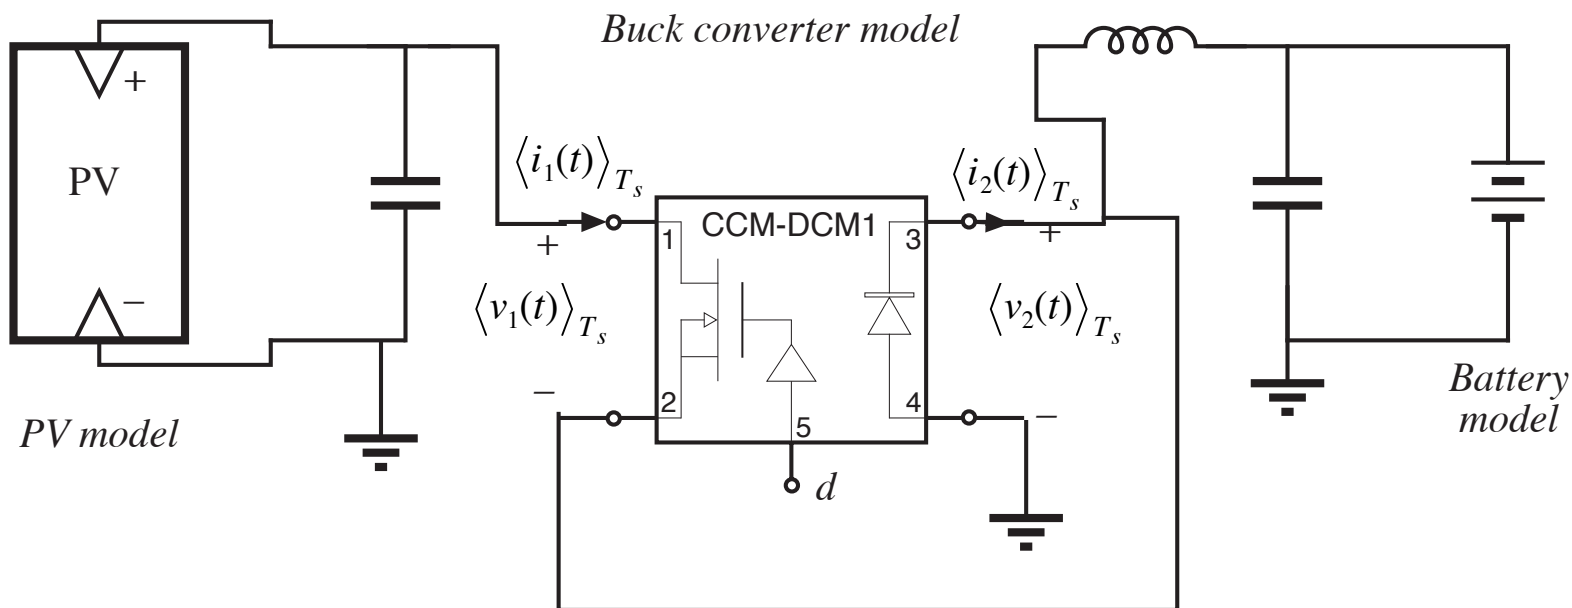 Buck converter model
+
PV
−
PV model
⟨i₁(t)⟩Tₛ
⟨i₂(t)⟩Tₛ
CCM-DCM1
1
3
+
+
⟨v₁(t)⟩Tₛ
⟨v₂(t)⟩Tₛ
−
2
4
−
5
d
Battery
model